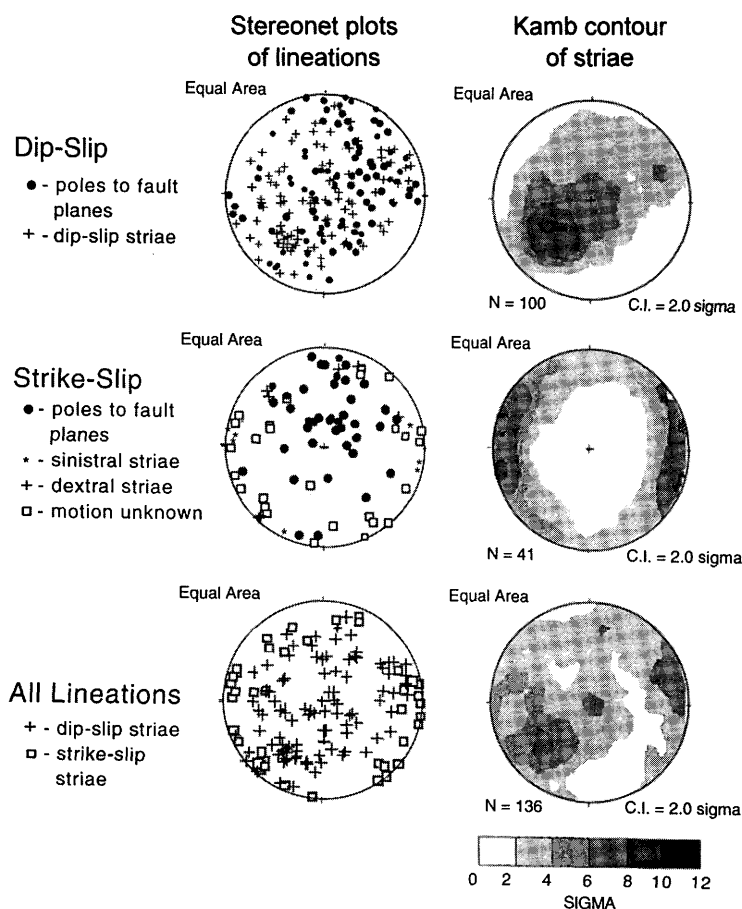 Stereonet plots
of lineations
Kamb contour
of striae
Equal Area
Equal Area
Dip-Slip
● - poles to fault
planes
+ - dip-slip striae
N = 100
C.I. = 2.0 sigma
Equal Area
Equal Area
Strike-Slip
● - poles to fault
planes
* - sinistral striae
+ - dextral striae
□ - motion unknown
N = 41
C.I. = 2.0 sigma
Equal Area
Equal Area
All Lineations
+ - dip-slip striae
□ - strike-slip
striae
N = 136
C.I. = 2.0 sigma
0 2 4 6 8 10 12
SIGMA